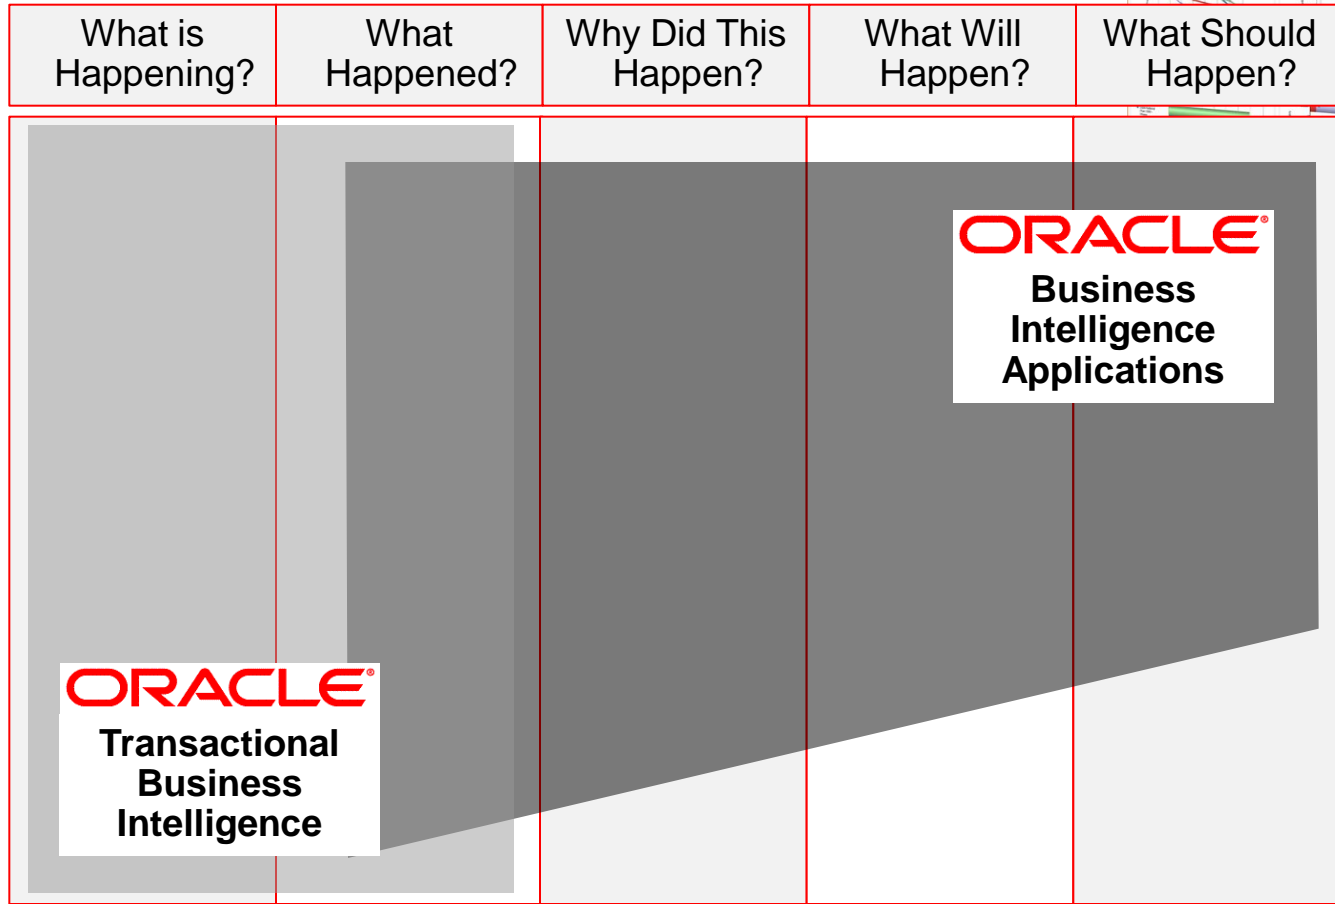 What is
Happening?
What
Happened?
Why Did This
Happen?
What Will
Happen?
What Should
Happen?
ORACLE®
Business
Intelligence
Applications
ORACLE®
Transactional
Business
Intelligence